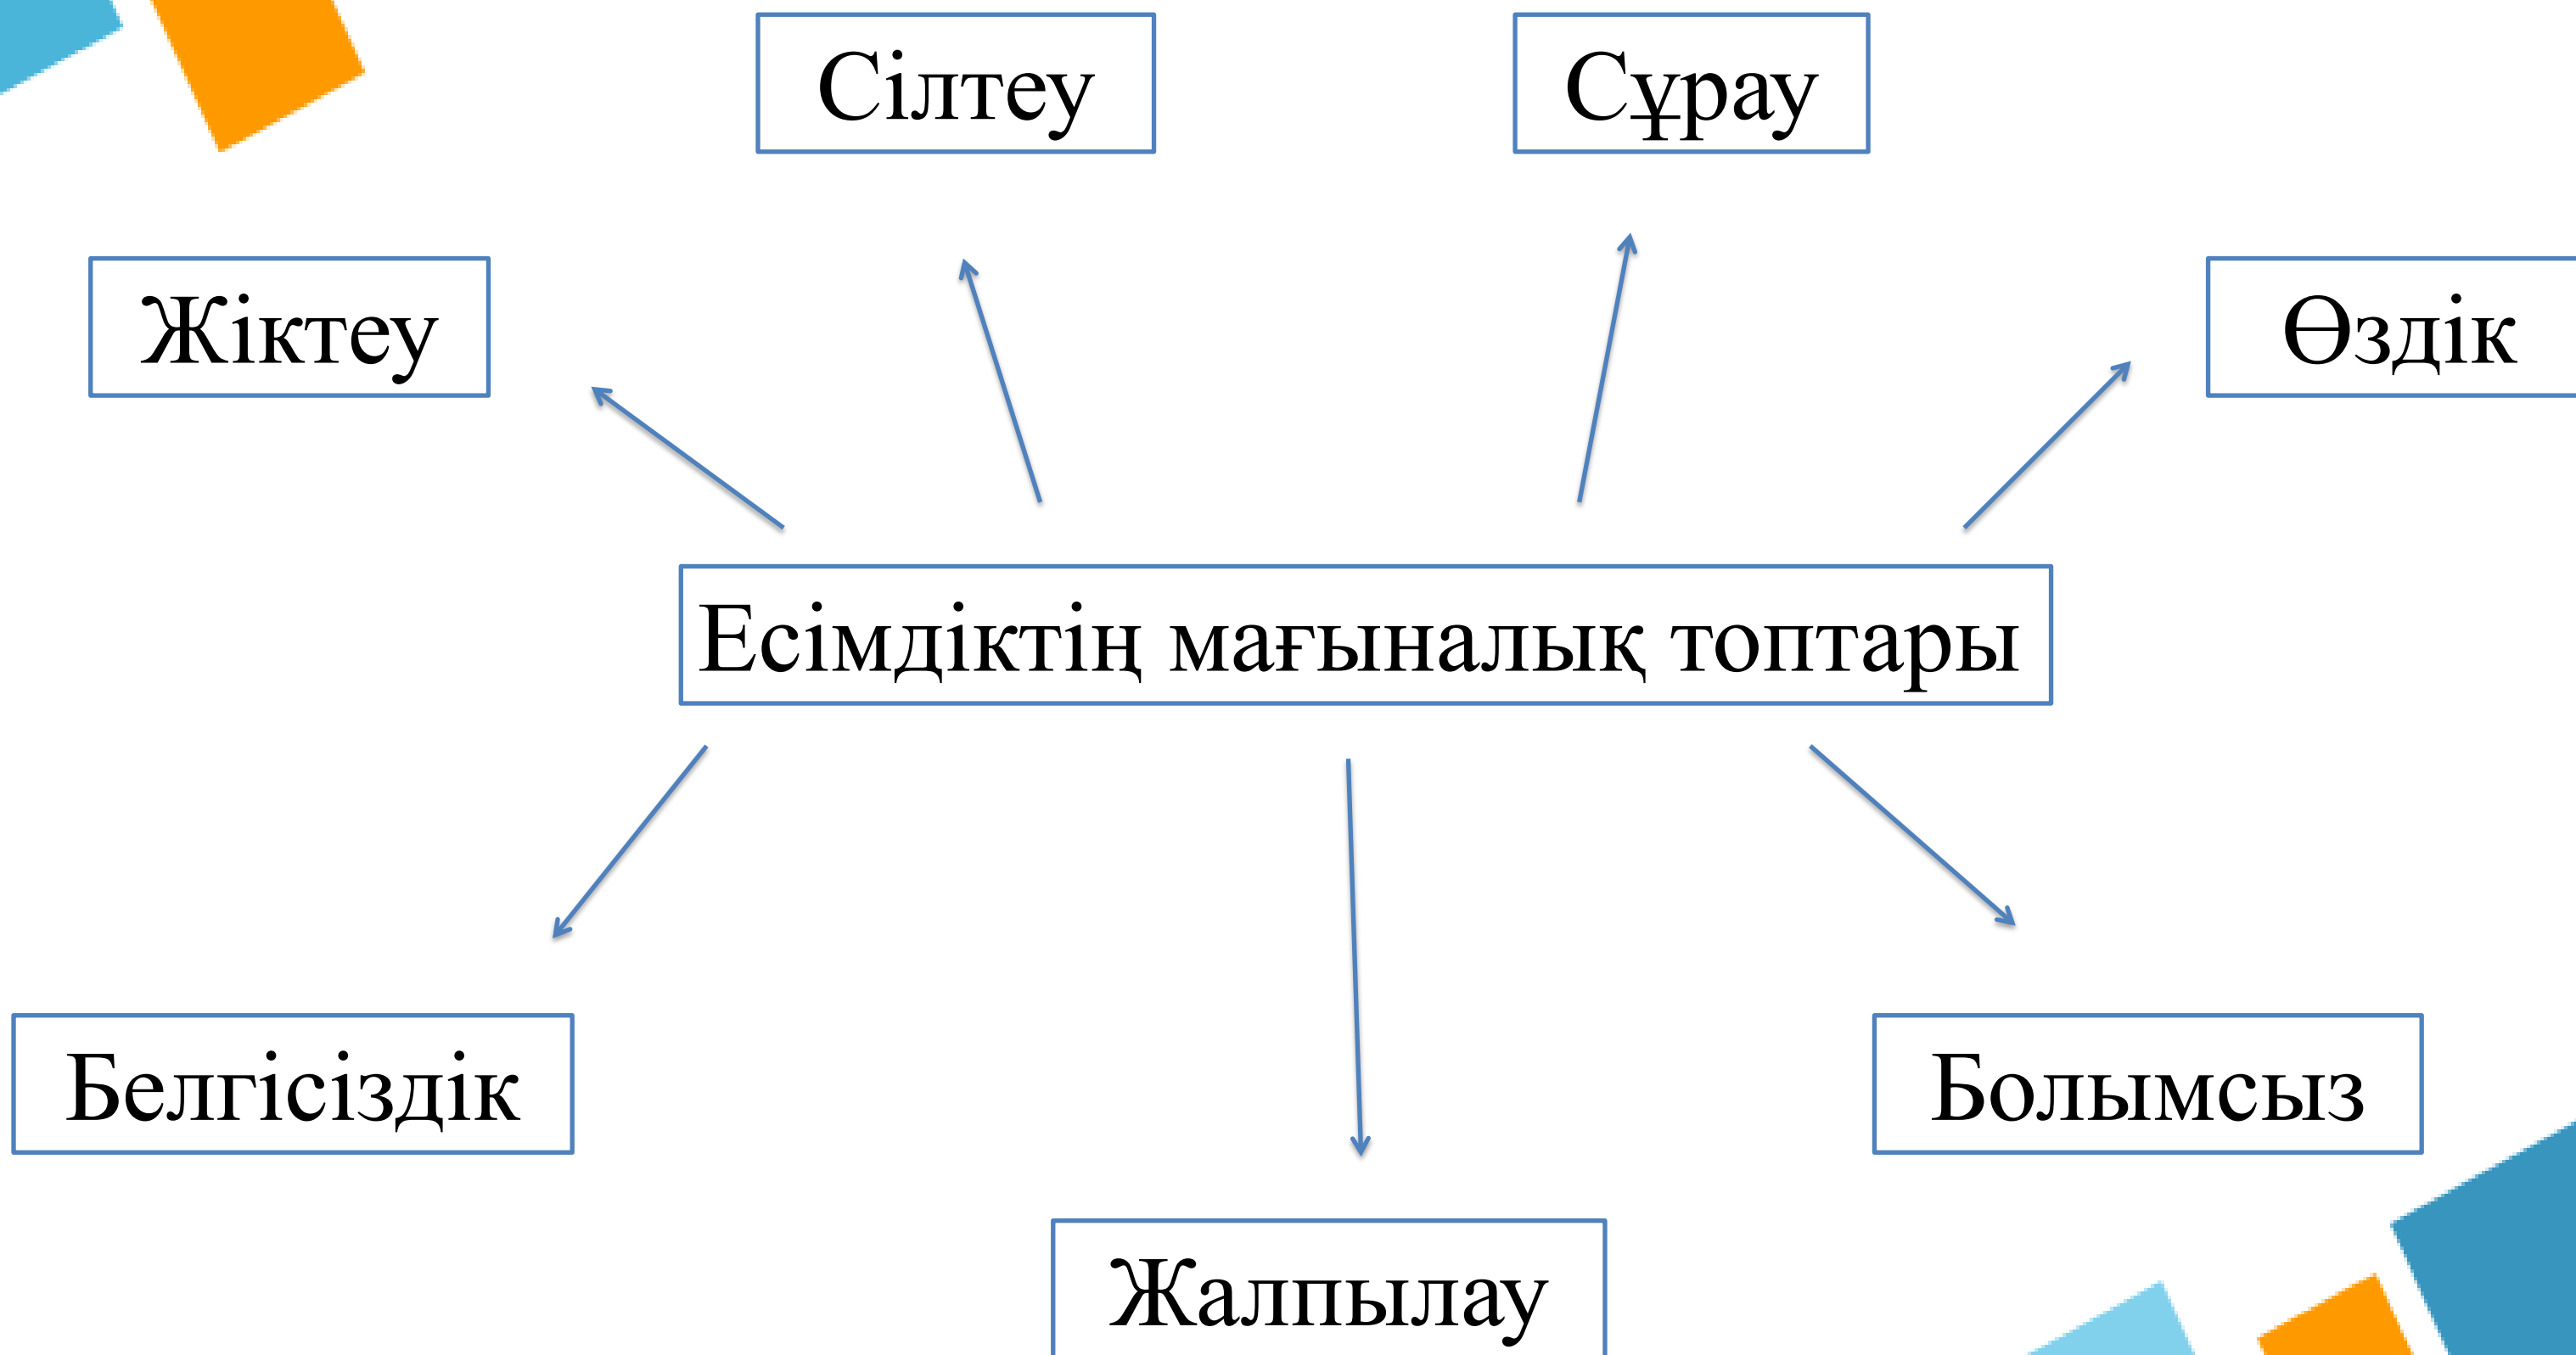 Сілтеу
Сұрау
Жіктеу
Өздік
Есімдіктің мағыналық топтары
Белгісіздік
Болымсыз
Жалпылау